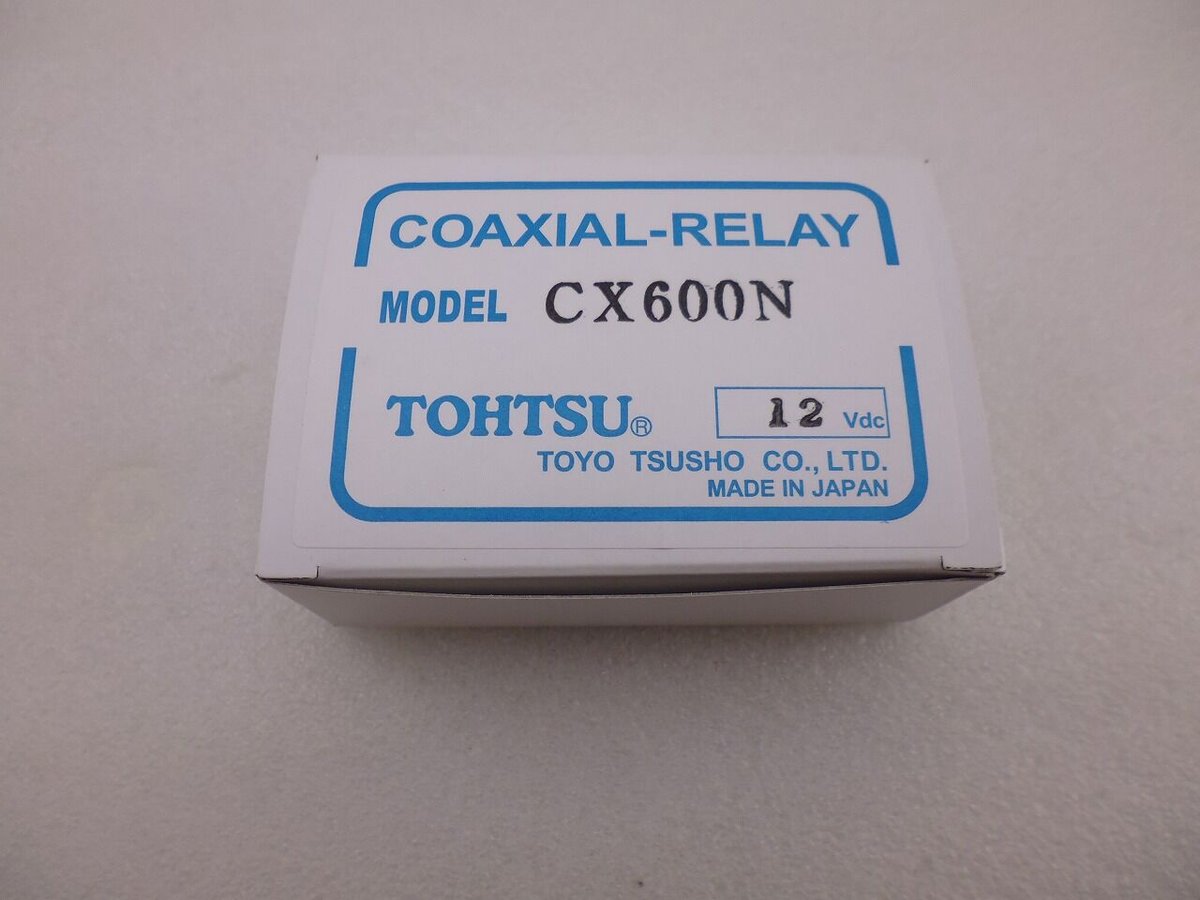 COAXIAL-RELAY
MODEL CX600N
TOHTSU® 12 Vdc
TOYO TSUSHO CO., LTD.
MADE IN JAPAN